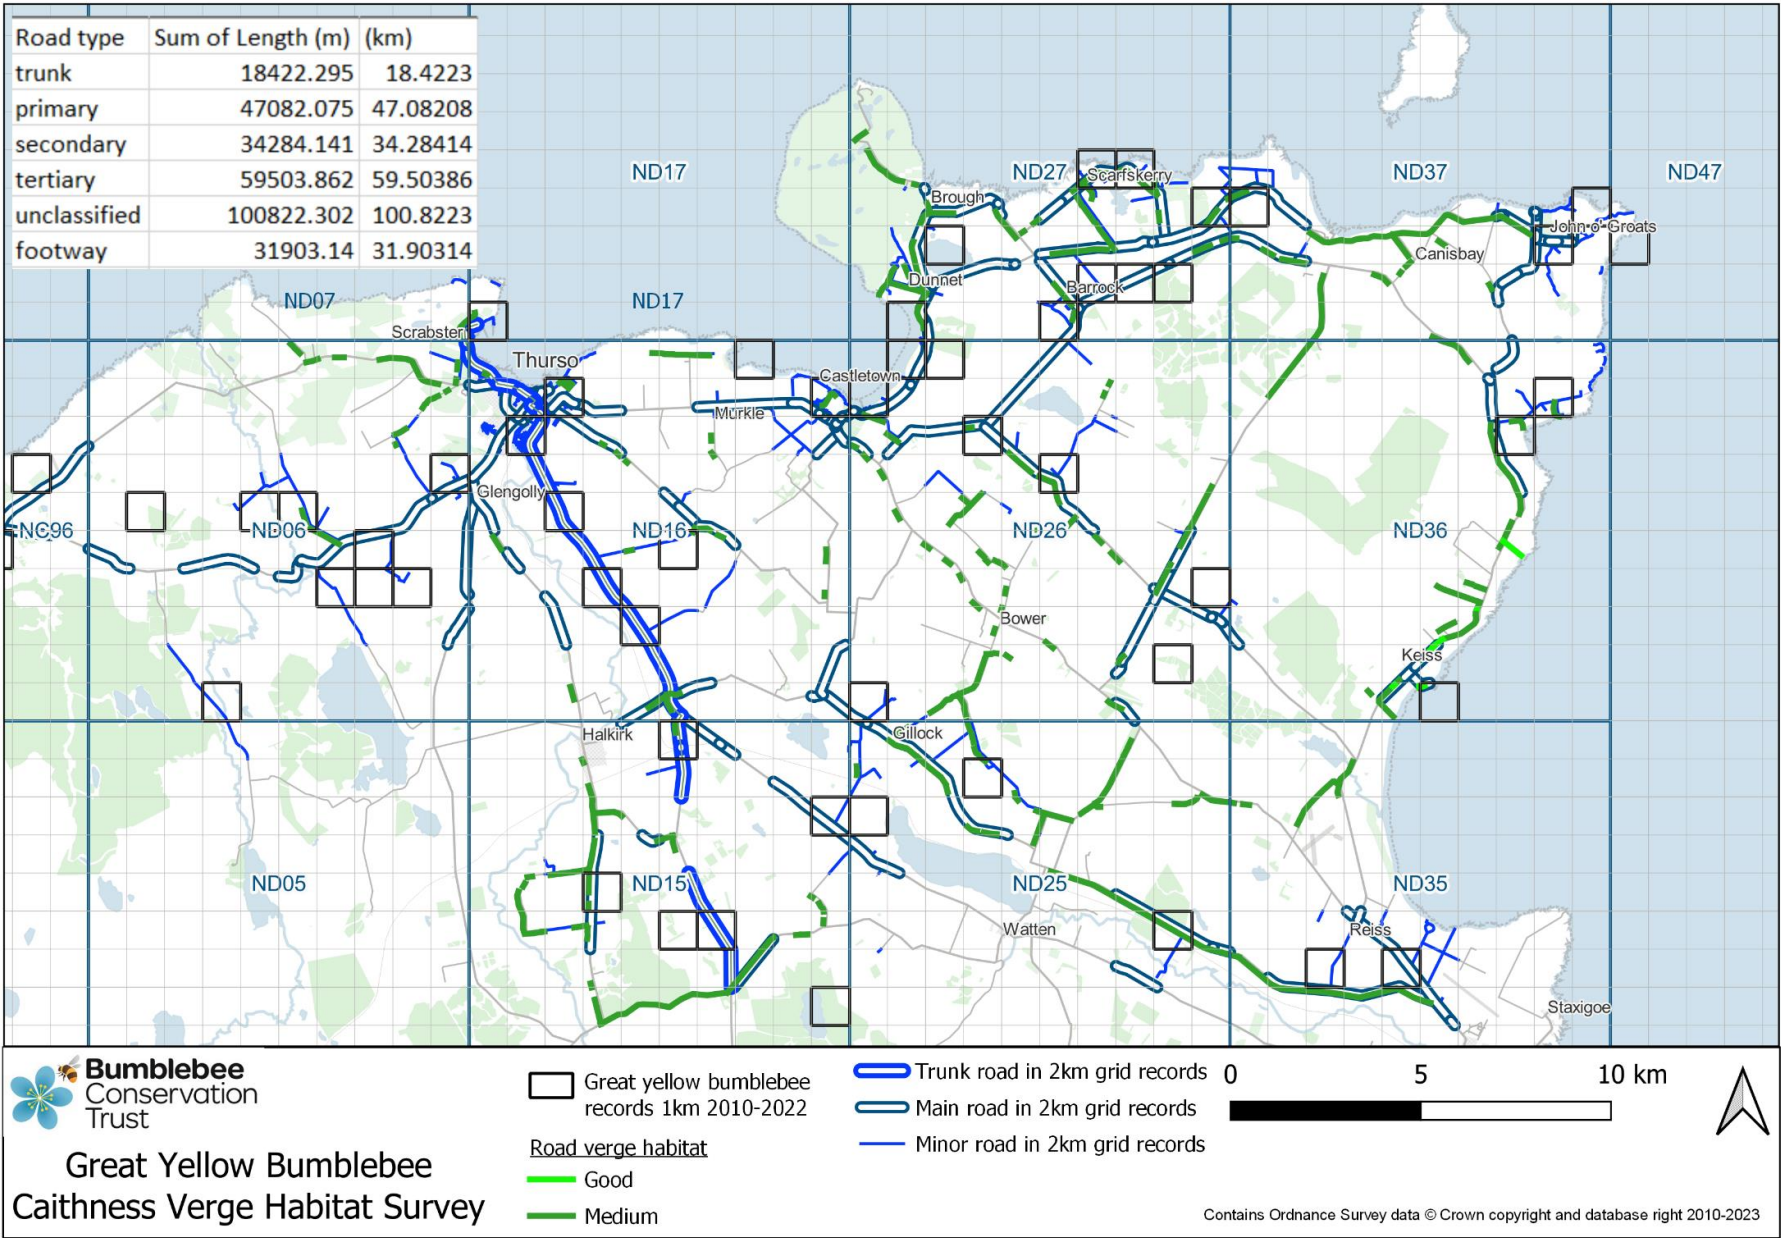 Road type Sum of Length (m) (km)
trunk 18422.295 18.4223
primary 47082.075 47.08208
secondary 34284.141 34.28414
tertiary 59503.862 59.50386
unclassified 100822.302 100.8223
footway 31903.14 31.90314
ND17
ND27
Scarfskerry
ND37
ND47
Brough
John o' Groats
Canisbay
Dunnet
Barrock
ND07
ND17
Scrabster
Thurso
Castletown
Murkle
Glengolly
NC96
ND06
ND16
ND26
ND36
Bower
Keiss
Halkirk
Gillock
ND05
ND15
ND25
ND35
Watten
Reiss
Staxigoe
Bumblebee
Conservation
Trust
Great Yellow Bumblebee
Caithness Verge Habitat Survey
Great yellow bumblebee
records 1km 2010-2022
Road verge habitat
Good
Medium
Trunk road in 2km grid records
Main road in 2km grid records
Minor road in 2km grid records
0 5 10 km
Contains Ordnance Survey data © Crown copyright and database right 2010-2023